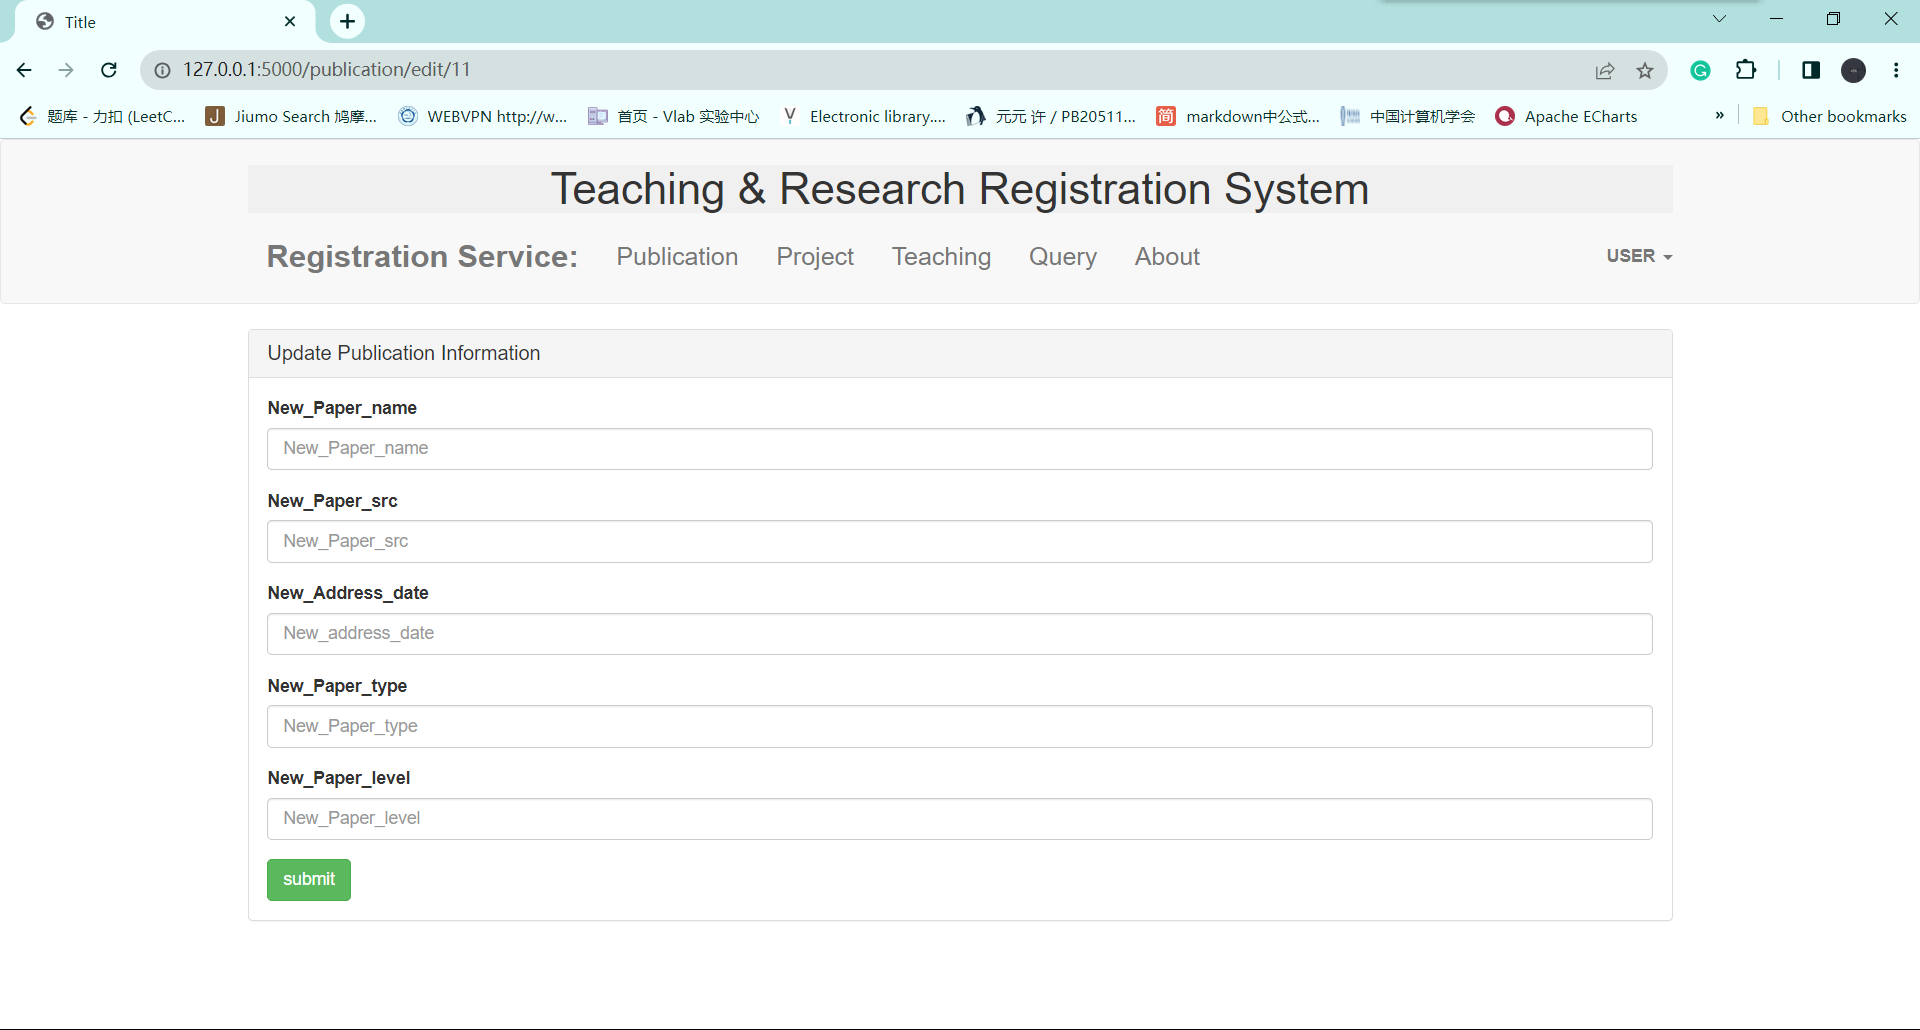 Title
127.0.0.1:5000/publication/edit/11
题库 - 力扣 (LeetC... Jiumo Search 鸠摩... WEBVPN http://w... 首页 - Vlab 实验中心 Electronic library.... 元元 许 / PB20511... markdown中公式... 中国计算机学会 Apache ECharts » Other bookmarks
Teaching & Research Registration System
Registration Service: Publication Project Teaching Query About USER
Update Publication Information
New_Paper_name
New_Paper_name
New_Paper_src
New_Paper_src
New_Address_date
New_address_date
New_Paper_type
New_Paper_type
New_Paper_level
New_Paper_level
submit